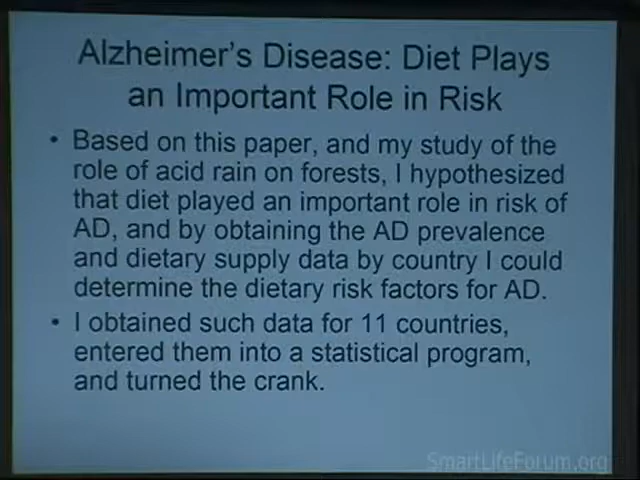 Alzheimer's Disease: Diet Plays
an Important Role in Risk
• Based on this paper, and my study of the
role of acid rain on forests, I hypothesized
that diet played an important role in risk of
AD, and by obtaining the AD prevalence
and dietary supply data by country I could
determine the dietary risk factors for AD.
• I obtained such data for 11 countries,
entered them into a statistical program,
and turned the crank.
SmartLifeForum.org